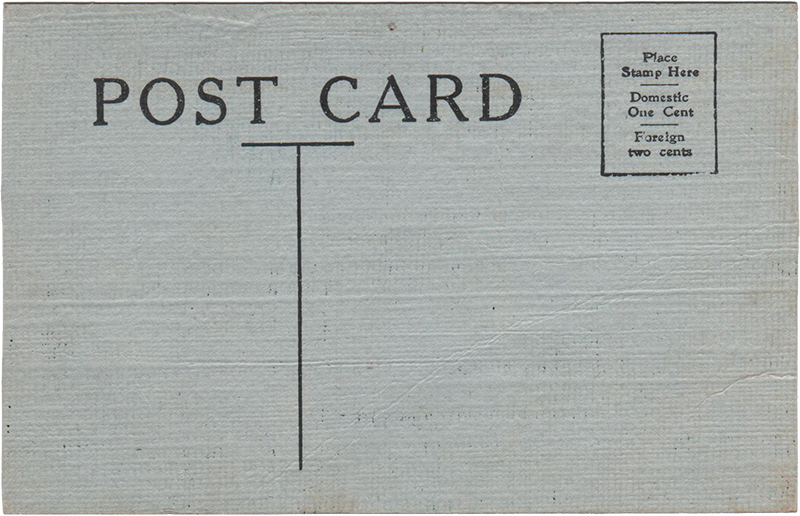 POST CARD
Place
Stamp Here
Domestic
One Cent
Foreign
two cents